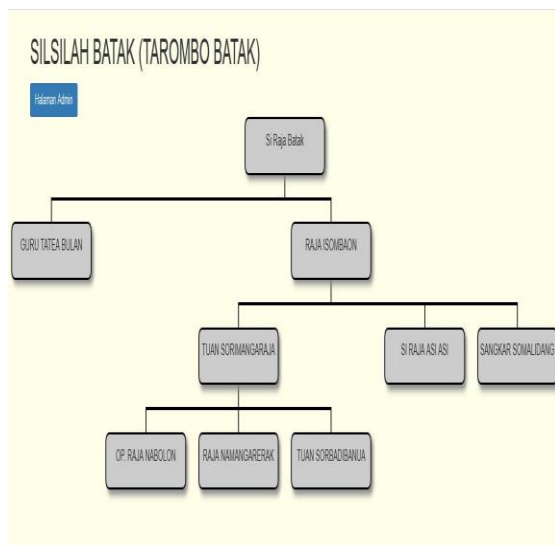 SILSILAH BATAK (TAROMBO BATAK)
Halaman Admin
Si Raja Batak
GURU TATEA BULAN
RAJA ISOMBAON
TUAN SORIMANGARAJA
SI RAJA ASI ASI
SANGKAR SOMALIDANG
OP. RAJA NABOLON
RAJA NAMANGARERAK
TUAN SORBADIBANUA